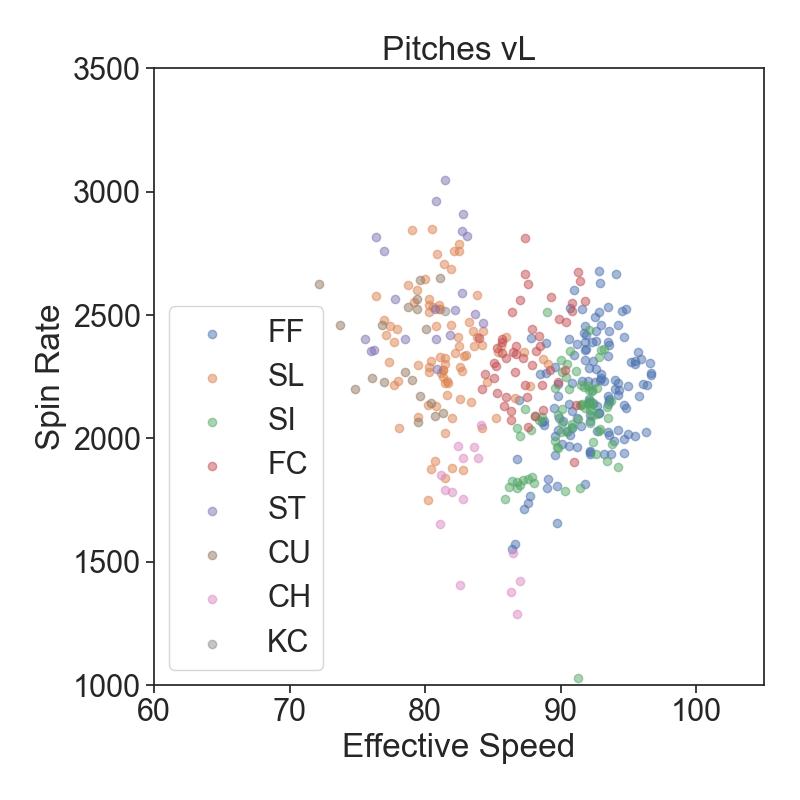 Pitches vL
3500
3000
2500
2000
1500
1000
Spin Rate
FF
SL
SI
FC
ST
CU
CH
KC
60 70 80 90 100
Effective Speed